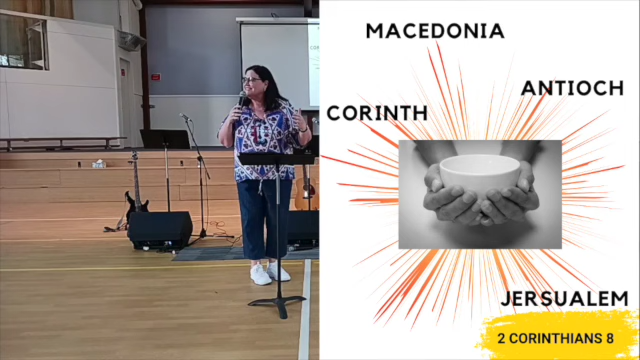 MACEDONIA
ANTIOCH
CORINTH
JERSUALEM
2 CORINTHIANS 8